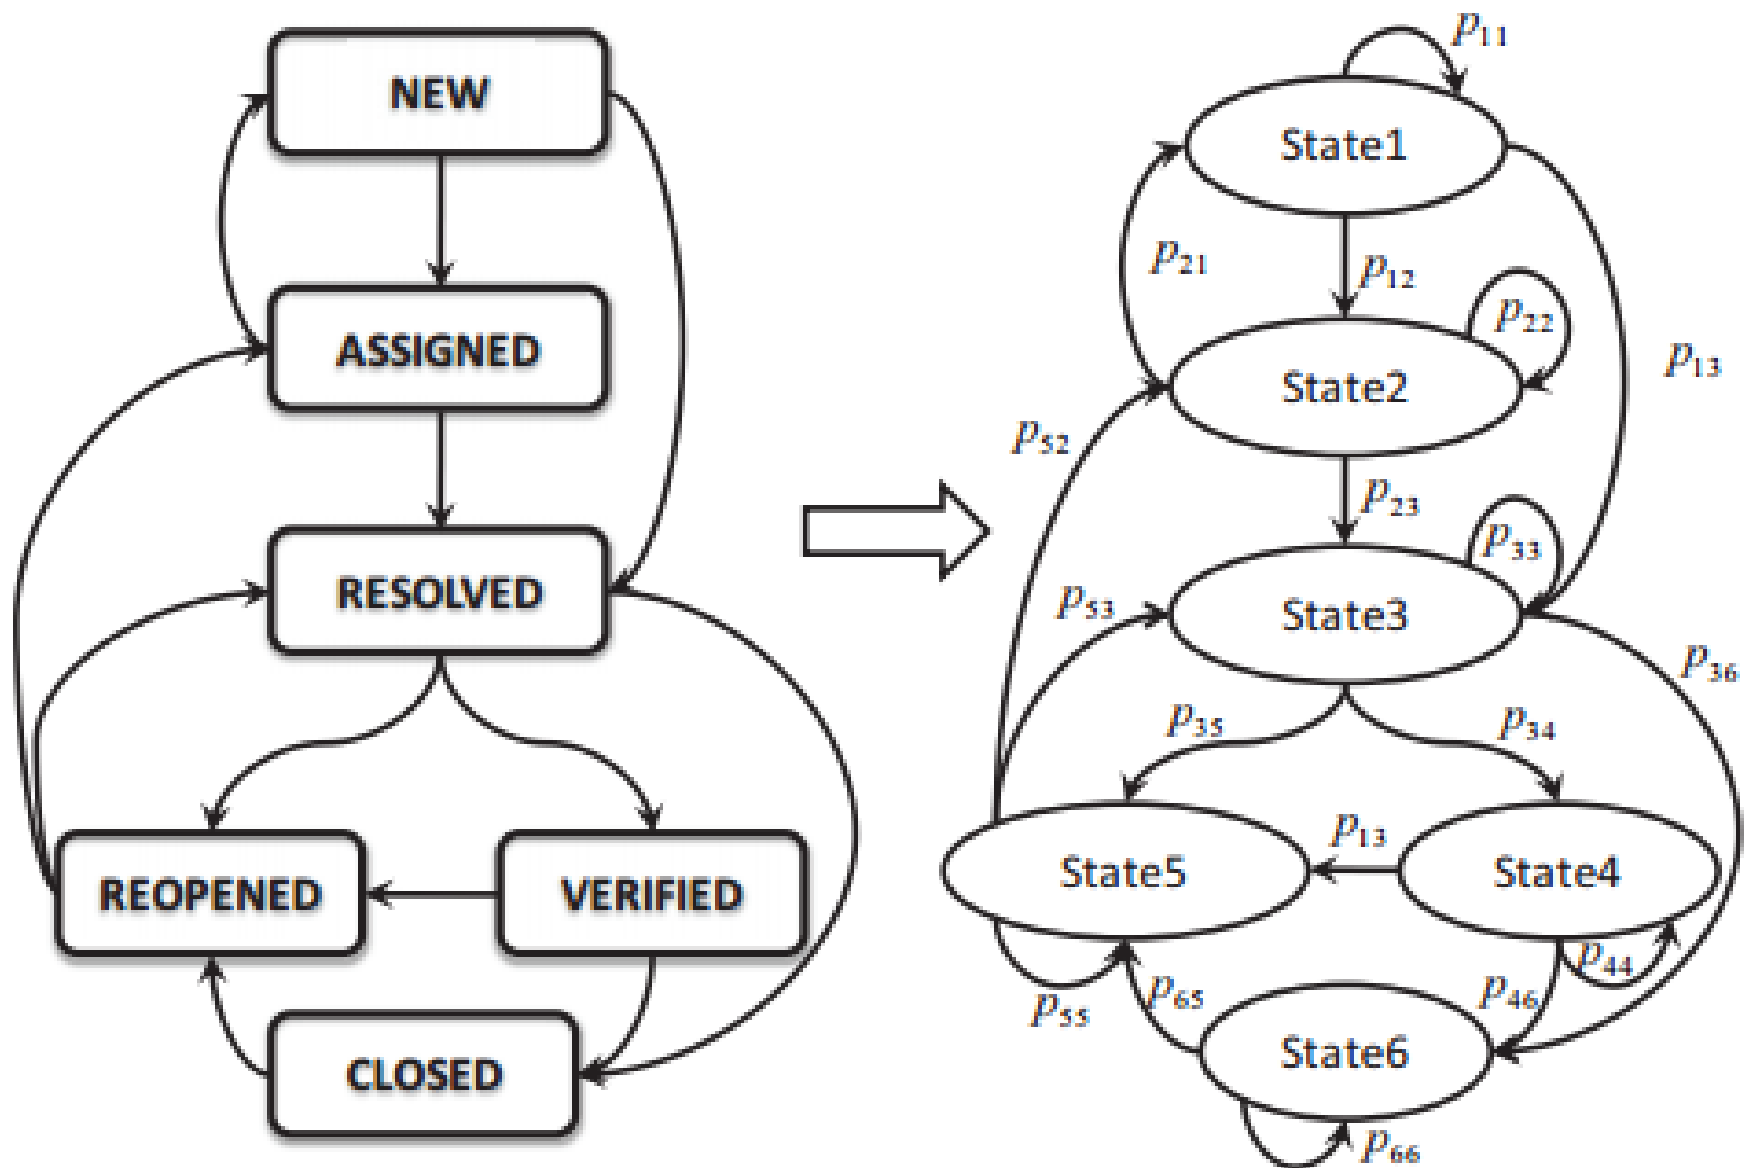 NEW
ASSIGNED
RESOLVED
REOPENED
VERIFIED
CLOSED
p11
State1
p21
p12
p22
p13
State2
p52
p23
p33
p53
State3
p36
p35
p34
p13
State5
State4
p44
p55
p65
p46
State6
p66